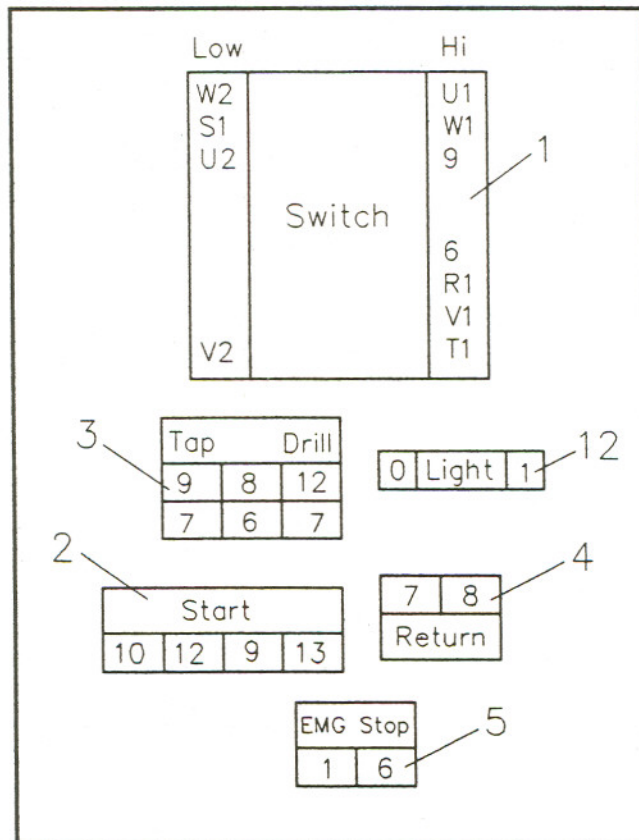 Low Hi
W2 U1
S1 W1
U2 9
1
Switch
6
R1
V1
V2 T1
3
Tap Drill
9 8 12
7 6 7
0 Light 1
12
2
Start
10 12 9 13
4
7 8
Return
5
EMG Stop
1 6